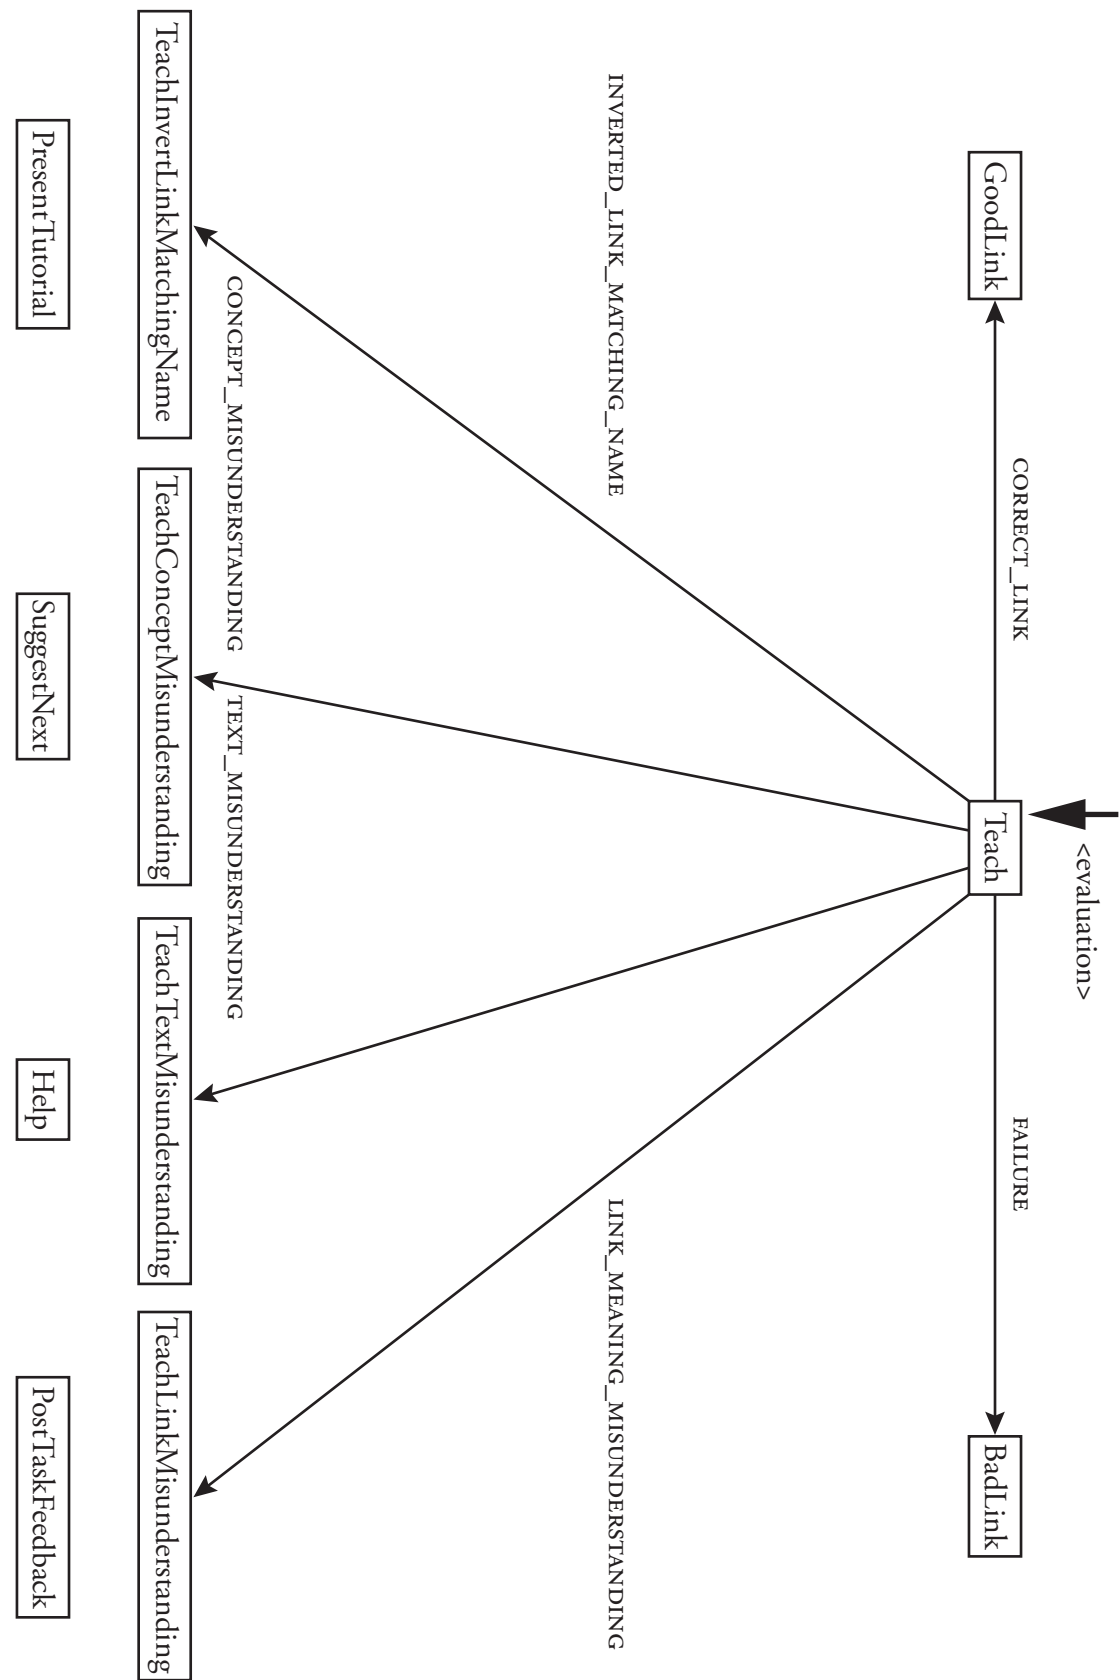 <evaluation>
GoodLink
CORRECT_LINK
Teach
FAILURE
BadLink
INVERTED_LINK_MATCHING_NAME
LINK_MEANING_MISUNDERSTANDING
CONCEPT_MISUNDERSTANDING
TEXT_MISUNDERSTANDING
TeachInvertLinkMatchingName
TeachConceptMisunderstanding
TeachTextMisunderstanding
TeachLinkMisunderstanding
PresentTutorial
SuggestNext
Help
PostTaskFeedback